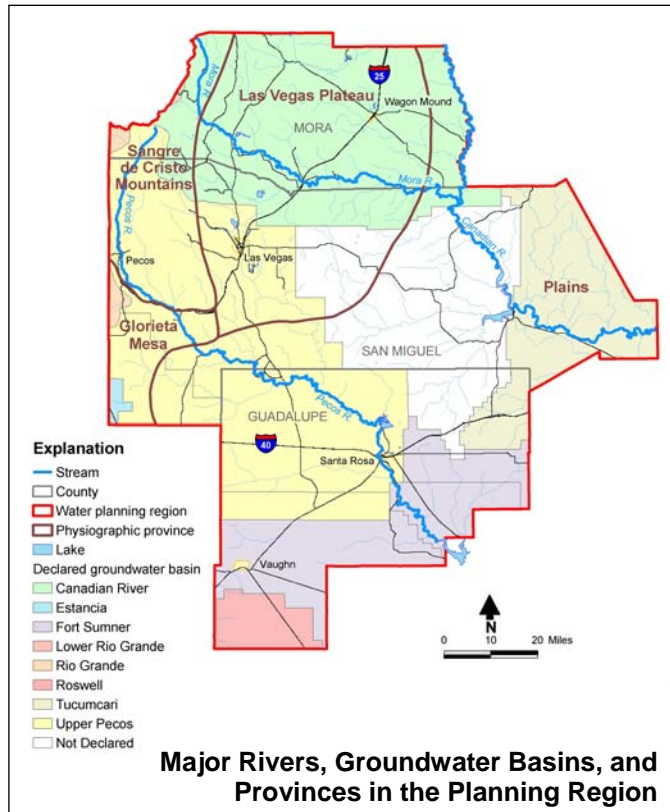 25
Las Vegas Plateau
Wagon Mound
Mora R.
MORA
Sangre
de Cristo
Mountains
Mora R.
Pecos R.
Canadian R.
Pecos
Las Vegas
Plains
Glorieta
Mesa
SAN MIGUEL
GUADALUPE
Pecos R.
40
Santa Rosa
Vaughn
Explanation
Stream
County
Water planning region
Physiographic province
Lake
Declared groundwater basin
Canadian River
Estancia
Fort Sumner
Lower Rio Grande
Rio Grande
Roswell
Tucumcari
Upper Pecos
Not Declared
N
0 10 20 Miles
Major Rivers, Groundwater Basins, and
Provinces in the Planning Region